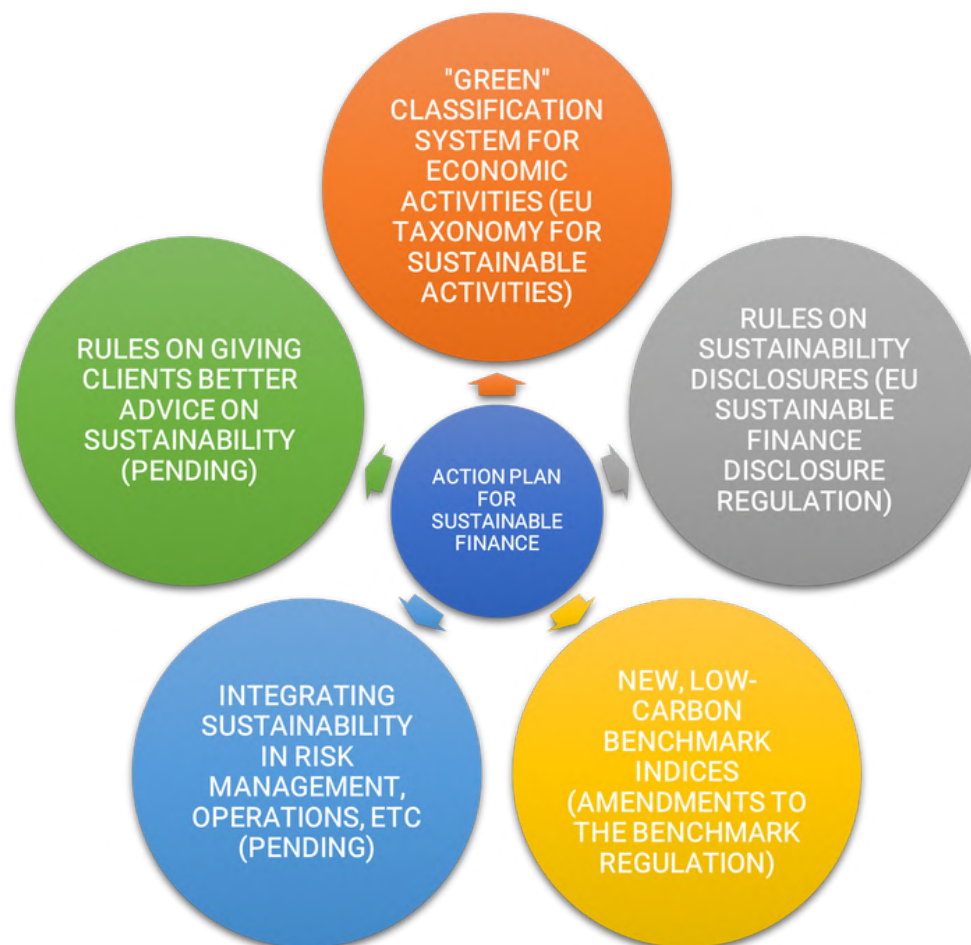 "GREEN"
CLASSIFICATION
SYSTEM FOR
ECONOMIC
ACTIVITIES (EU
TAXONOMY FOR
SUSTAINABLE
ACTIVITIES)
RULES ON
SUSTAINABILITY
DISCLOSURES (EU
SUSTAINABLE
FINANCE
DISCLOSURE
REGULATION)
NEW, LOW-
CARBON
BENCHMARK
INDICES
(AMENDMENTS TO
THE BENCHMARK
REGULATION)
INTEGRATING
SUSTAINABILITY
IN RISK
MANAGEMENT,
OPERATIONS, ETC
(PENDING)
RULES ON GIVING
CLIENTS BETTER
ADVICE ON
SUSTAINABILITY
(PENDING)
ACTION PLAN
FOR
SUSTAINABLE
FINANCE